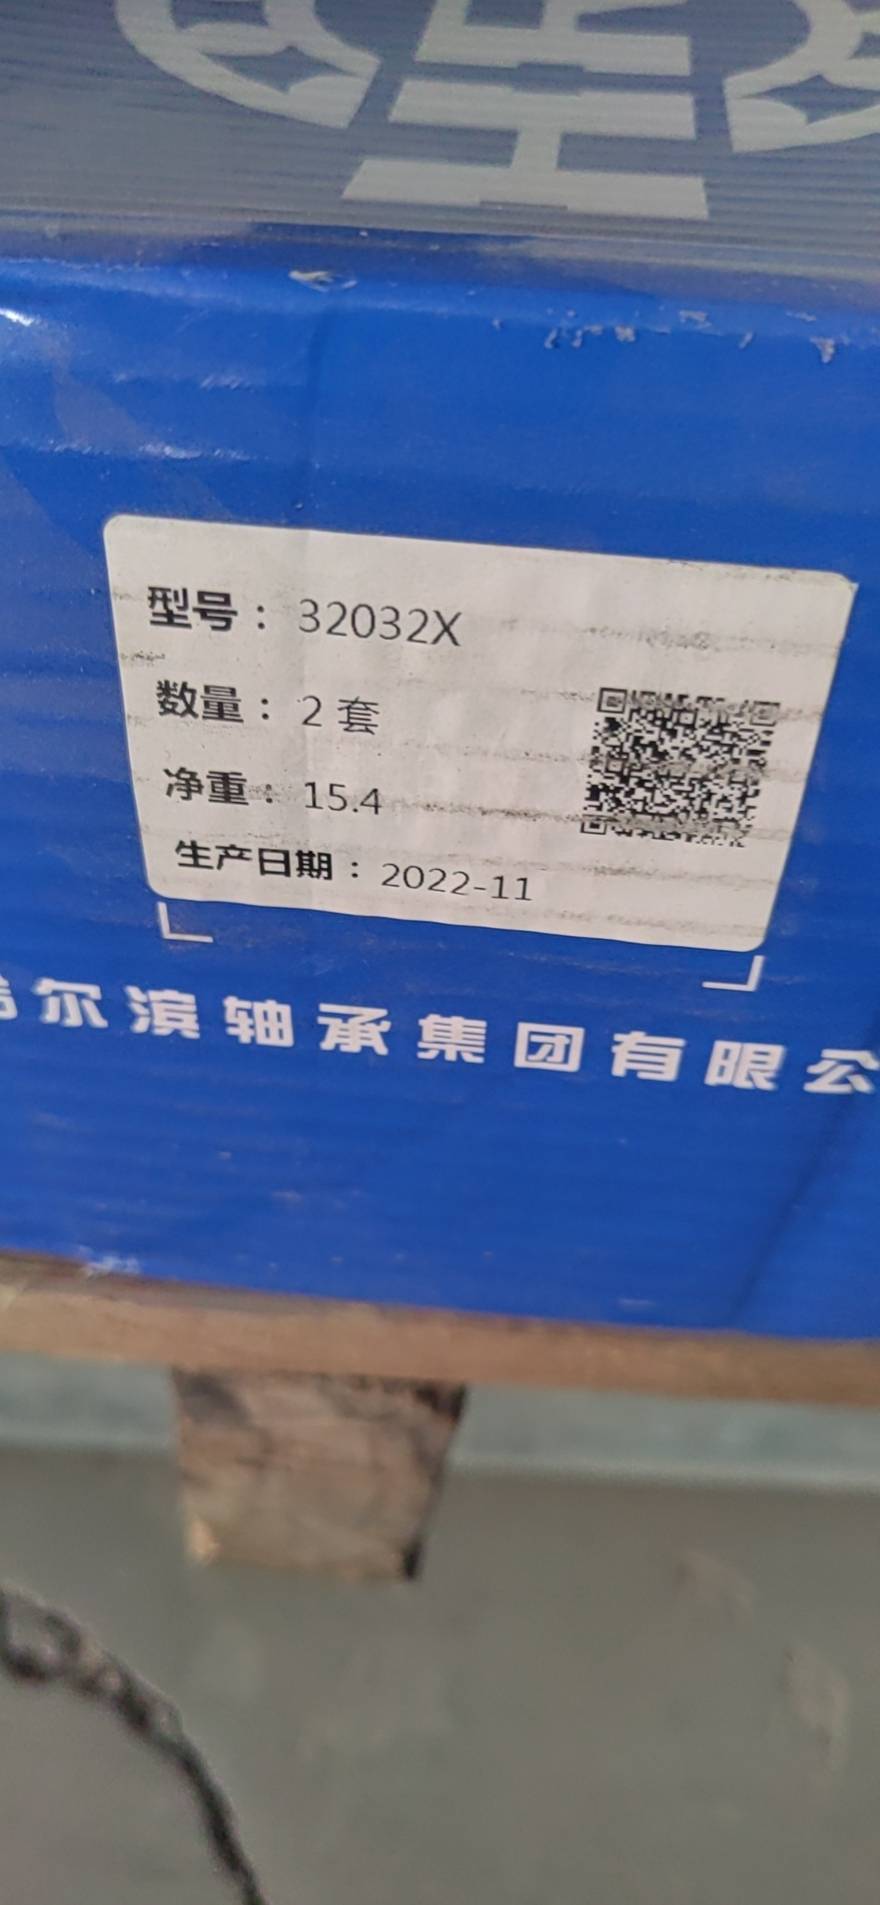 型号：32032X
数量：2 套
净重：15.4
生产日期：2022-11
尔滨轴承集团有限公